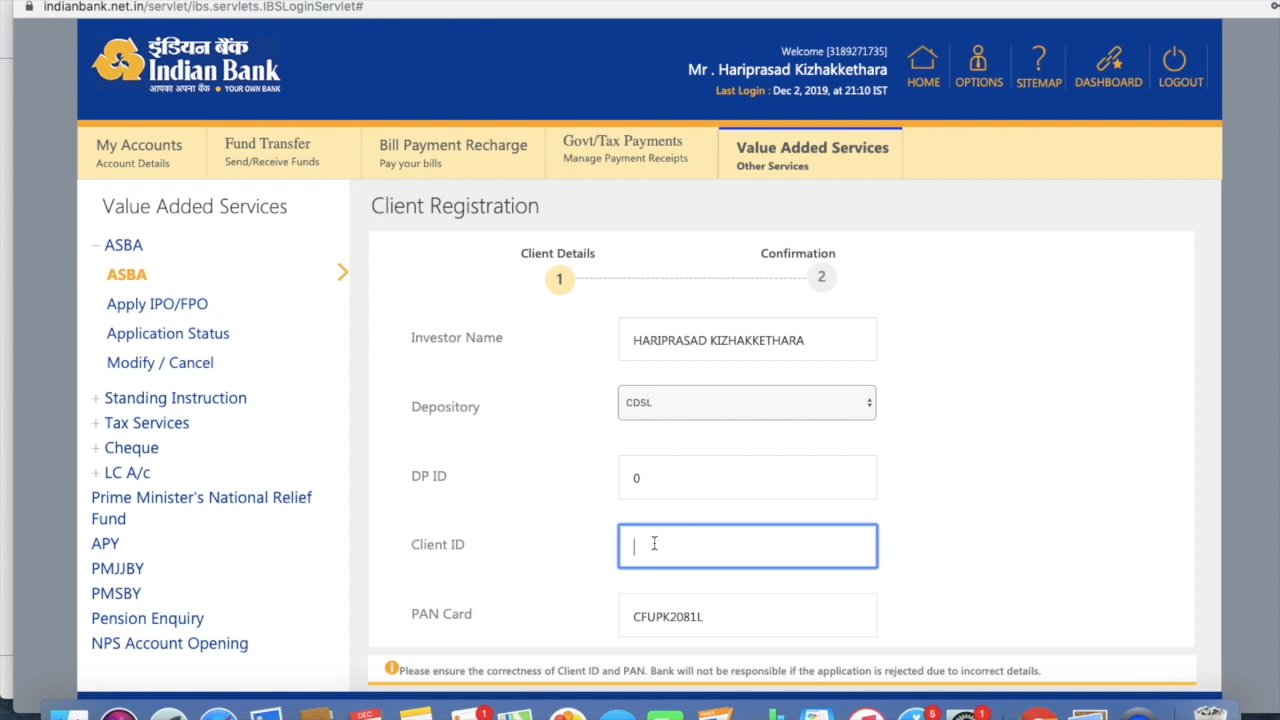 indianbank.net.in/servlet/ibs.servlets.IBSLoginServlet#
इंडियन बैंक
Indian Bank
आपका अपना बैंक ● YOUR OWN BANK
Welcome [3189271735]
Mr . Hariprasad Kizhakkethara
Last Login : Dec 2, 2019, at 21:10 IST
HOME
OPTIONS
SITEMAP
DASHBOARD
LOGOUT
My Accounts
Account Details
Fund Transfer
Send/Receive Funds
Bill Payment Recharge
Pay your bills
Govt/Tax Payments
Manage Payment Receipts
Value Added Services
Other Services
Value Added Services
– ASBA
ASBA
Apply IPO/FPO
Application Status
Modify / Cancel
+ Standing Instruction
+ Tax Services
+ Cheque
+ LC A/c
Prime Minister's National Relief
Fund
APY
PMJJBY
PMSBY
Pension Enquiry
NPS Account Opening
Client Registration
Client Details
Confirmation
1
2
Investor Name
HARIPRASAD KIZHAKKETHARA
Depository
CDSL
DP ID
0
Client ID
PAN Card
CFUPK2081L
Please ensure the correctness of Client ID and PAN. Bank will not be responsible if the application is rejected due to incorrect details.
DEC
1
5
1